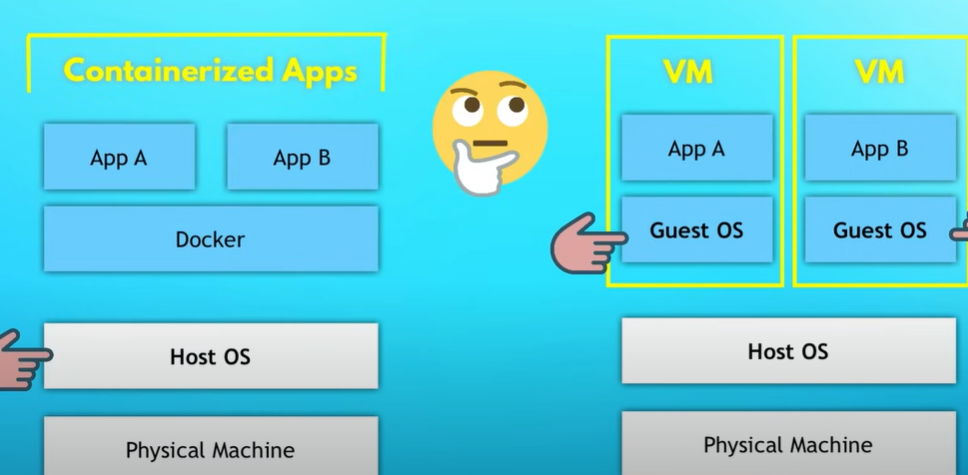 Containerized Apps
App A
App B
Docker
Host OS
Physical Machine
VM
App A
Guest OS
VM
App B
Guest OS
Host OS
Physical Machine